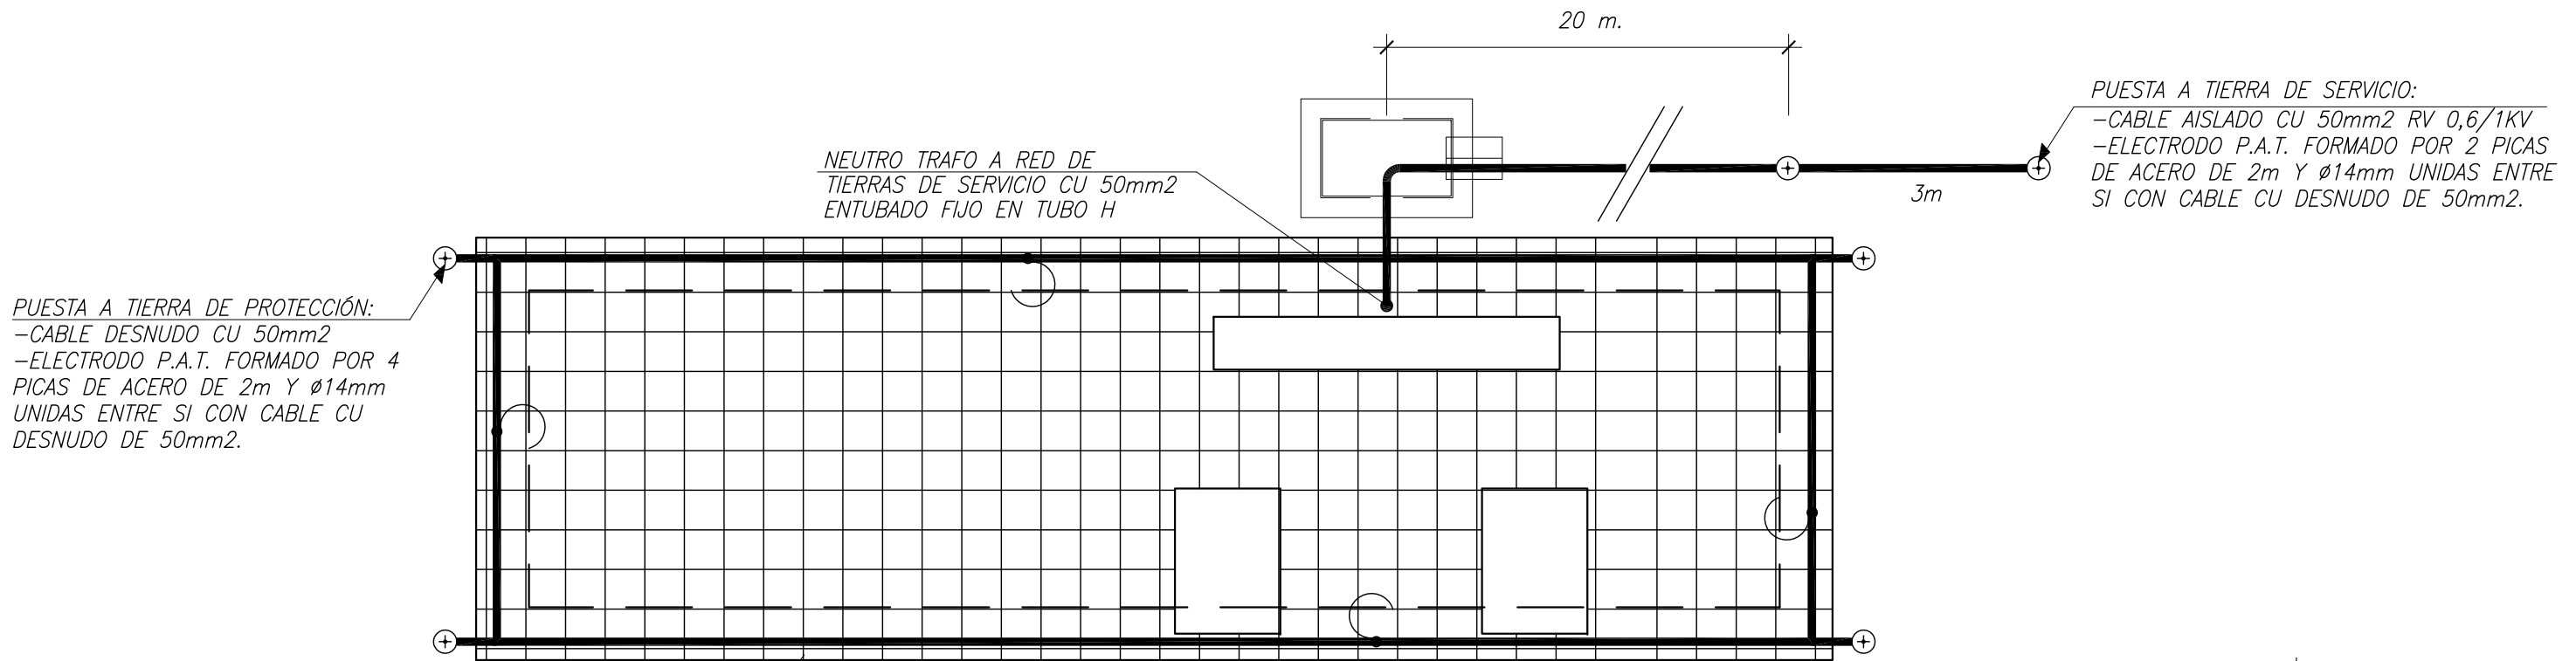 20 m.
PUESTA A TIERRA DE SERVICIO:
-CABLE AISLADO CU 50mm2 RV 0,6/1KV
-ELECTRODO P.A.T. FORMADO POR 2 PICAS
DE ACERO DE 2m Y ø14mm UNIDAS ENTRE
SI CON CABLE CU DESNUDO DE 50mm2.
3m
NEUTRO TRAFO A RED DE
TIERRAS DE SERVICIO CU 50mm2
ENTUBADO FIJO EN TUBO H
PUESTA A TIERRA DE PROTECCIÓN:
-CABLE DESNUDO CU 50mm2
-ELECTRODO P.A.T. FORMADO POR 4
PICAS DE ACERO DE 2m Y ø14mm
UNIDAS ENTRE SI CON CABLE CU
DESNUDO DE 50mm2.